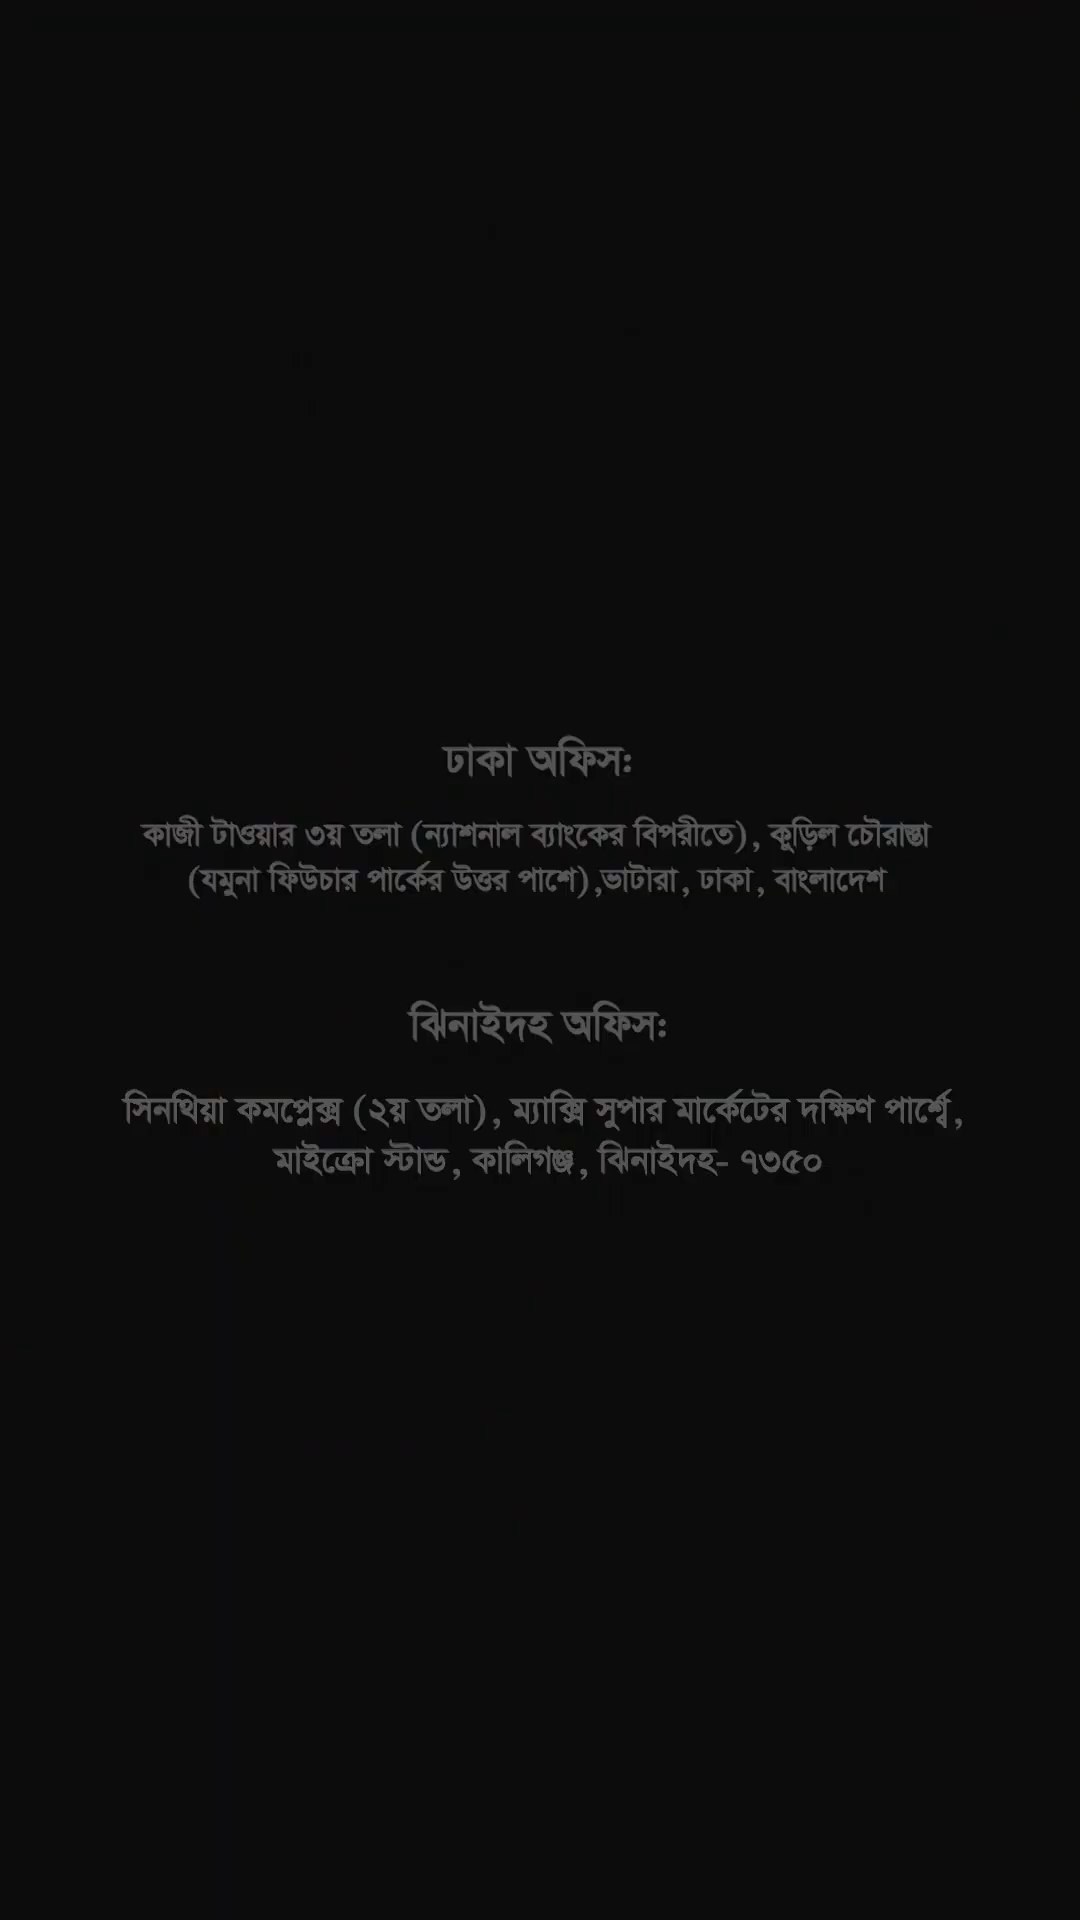 ঢাকা অফিস:
কাজী টাওয়ার ৩য় তলা (ন্যাশনাল ব্যাংকের বিপরীতে), কুড়িল চৌরাস্তা
(যমুনা ফিউচার পার্কের উত্তর পাশে),ভাটারা, ঢাকা, বাংলাদেশ
ঝিনাইদহ অফিস:
সিনথিয়া কমপ্লেক্স (২য় তলা), ম্যাক্সি সুপার মার্কেটের দক্ষিণ পার্শ্বে,
মাইক্রো স্টান্ড, কালিগঞ্জ, ঝিনাইদহ- ৭৩৫০